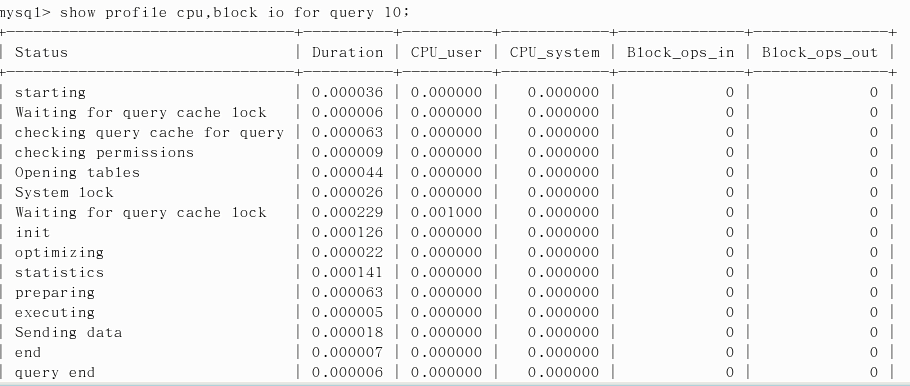 mysql> show profile cpu,block io for query 10;
+--------------------------------+----------+----------+------------+--------------+---------------+
| Status                         | Duration | CPU_user | CPU_system | Block_ops_in | Block_ops_out |
+--------------------------------+----------+----------+------------+--------------+---------------+
| starting                       | 0.000036 | 0.000000 |   0.000000 |            0 |             0 |
| Waiting for query cache lock   | 0.000006 | 0.000000 |   0.000000 |            0 |             0 |
| checking query cache for query | 0.000063 | 0.000000 |   0.000000 |            0 |             0 |
| checking permissions           | 0.000009 | 0.000000 |   0.000000 |            0 |             0 |
| Opening tables                 | 0.000044 | 0.000000 |   0.000000 |            0 |             0 |
| System lock                    | 0.000026 | 0.000000 |   0.000000 |            0 |             0 |
| Waiting for query cache lock   | 0.000229 | 0.001000 |   0.000000 |            0 |             0 |
| init                           | 0.000126 | 0.000000 |   0.000000 |            0 |             0 |
| optimizing                     | 0.000022 | 0.000000 |   0.000000 |            0 |             0 |
| statistics                     | 0.000141 | 0.000000 |   0.000000 |            0 |             0 |
| preparing                      | 0.000063 | 0.000000 |   0.000000 |            0 |             0 |
| executing                      | 0.000005 | 0.000000 |   0.000000 |            0 |             0 |
| Sending data                   | 0.000018 | 0.000000 |   0.000000 |            0 |             0 |
| end                            | 0.000007 | 0.000000 |   0.000000 |            0 |             0 |
| query end                      | 0.000006 | 0.000000 |   0.000000 |            0 |             0 |